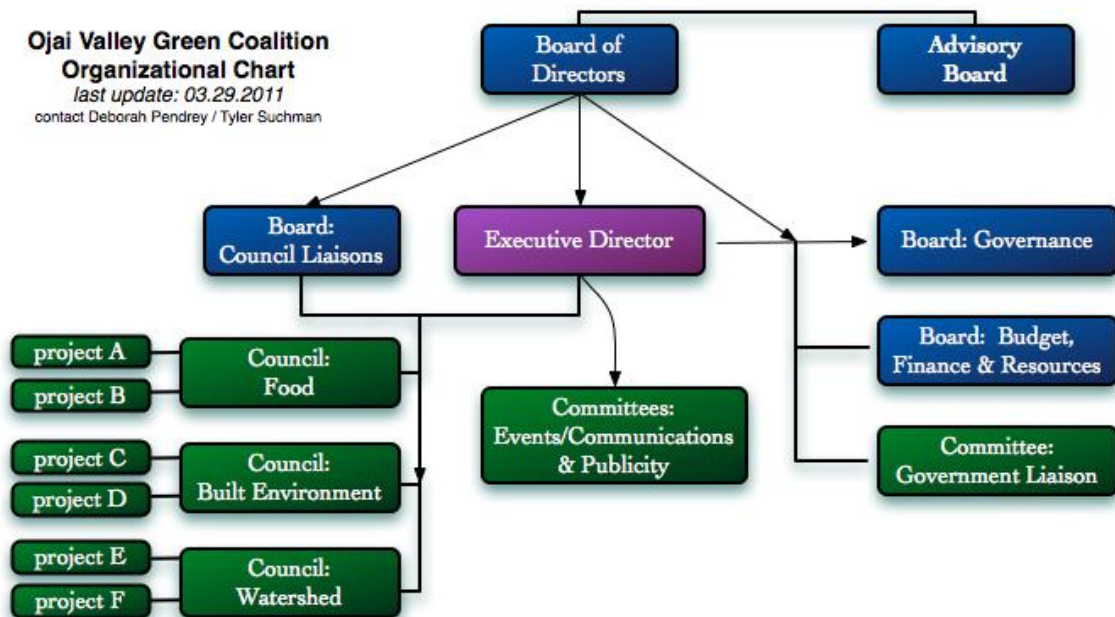 Ojai Valley Green Coalition
Organizational Chart
last update: 03.29.2011
contact Deborah Pendrey / Tyler Suchman
Board of
Directors
Advisory
Board
Board:
Council Liaisons
Executive Director
Board: Governance
Board: Budget,
Finance & Resources
Committee:
Government Liaison
Committees:
Events/Communications
& Publicity
project A
project B
Council:
Food
project C
project D
Council:
Built Environment
project E
project F
Council:
Watershed